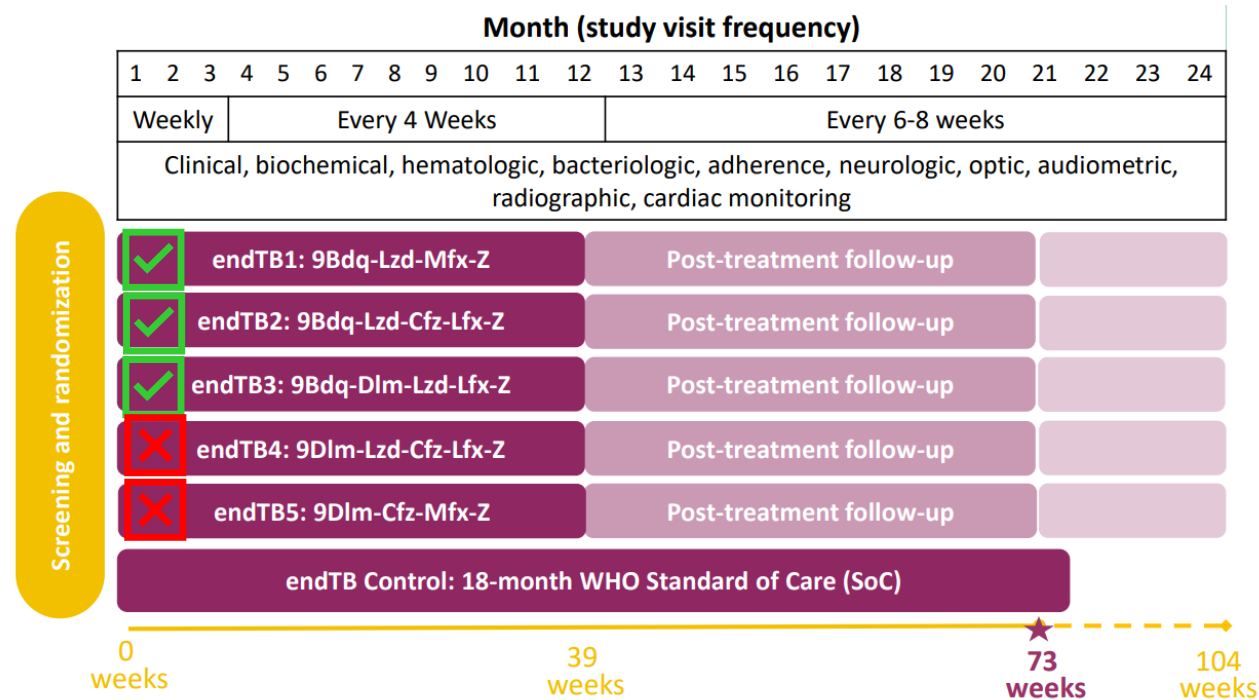 Month (study visit frequency)
1 2 3 4 5 6 7 8 9 10 11 12 13 14 15 16 17 18 19 20 21 22 23 24
Weekly Every 4 Weeks Every 6-8 weeks
Clinical, biochemical, hematologic, bacteriologic, adherence, neurologic, optic, audiometric,
radiographic, cardiac monitoring
Screening and randomization
endTB1: 9Bdq-Lzd-Mfx-Z Post-treatment follow-up
endTB2: 9Bdq-Lzd-Cfz-Lfx-Z Post-treatment follow-up
endTB3: 9Bdq-Dlm-Lzd-Lfx-Z Post-treatment follow-up
endTB4: 9Dlm-Lzd-Cfz-Lfx-Z Post-treatment follow-up
endTB5: 9Dlm-Cfz-Mfx-Z Post-treatment follow-up
endTB Control: 18-month WHO Standard of Care (SoC)
0 39 73 104
weeks weeks weeks weeks